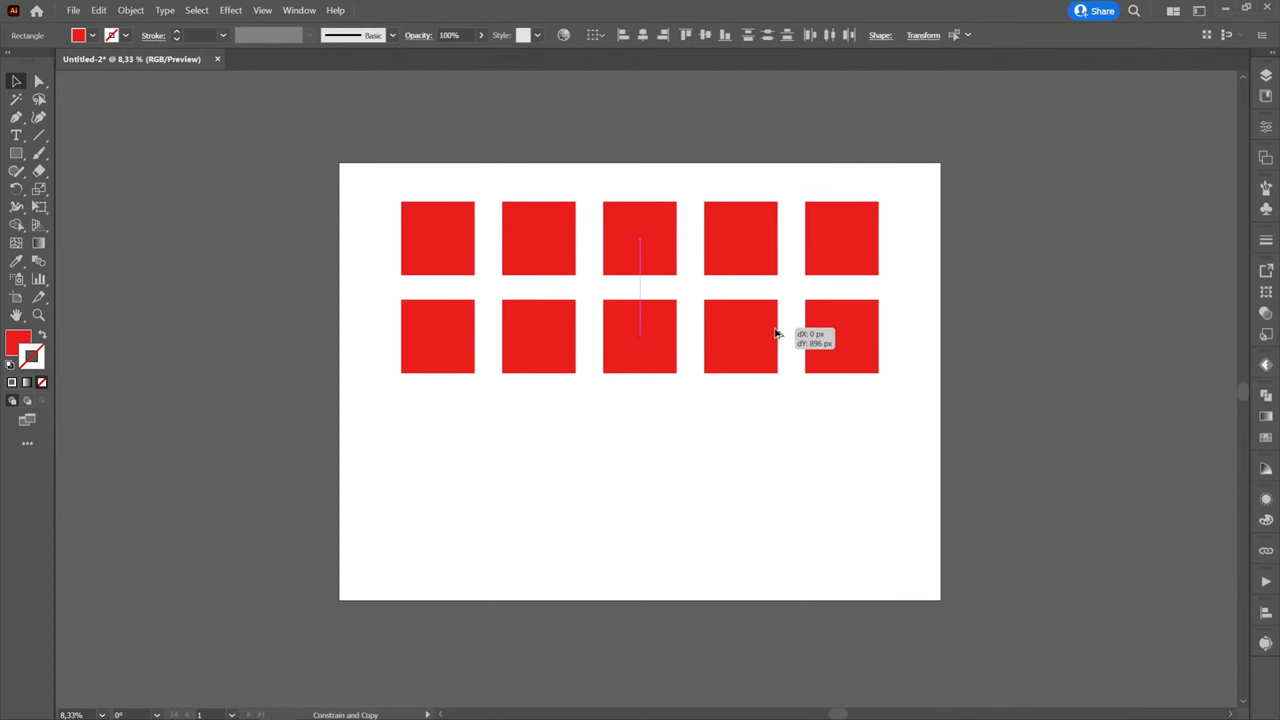 Ai File Edit Object Type Select Effect View Window Help Share
Rectangle Stroke: Basic Opacity: 100% Style: Shape: Transform
Untitled-2* @ 8,33 % (RGB/Preview)
dX: 0 px
dY: 896 px
8,33% 0° 1 Constrain and Copy